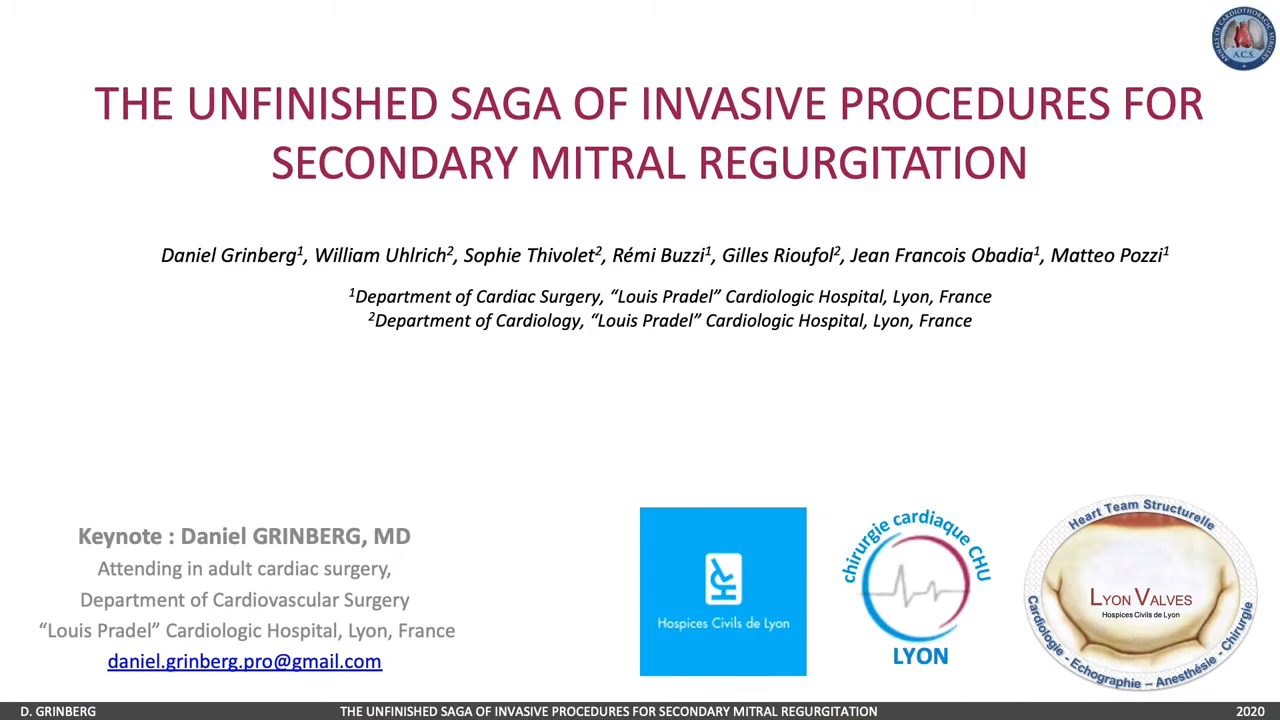 ANNALS OF CARDIOTHORACIC SURGERY
A.C.S.
THE UNFINISHED SAGA OF INVASIVE PROCEDURES FOR
SECONDARY MITRAL REGURGITATION
Daniel Grinberg1, William Uhlrich2, Sophie Thivolet2, Rémi Buzzi1, Gilles Rioufol2, Jean Francois Obadia1, Matteo Pozzi1
1Department of Cardiac Surgery, “Louis Pradel” Cardiologic Hospital, Lyon, France
2Department of Cardiology, “Louis Pradel” Cardiologic Hospital, Lyon, France
Keynote : Daniel GRINBERG, MD
Attending in adult cardiac surgery,
Department of Cardiovascular Surgery
“Louis Pradel” Cardiologic Hospital, Lyon, France
daniel.grinberg.pro@gmail.com
Hospices Civils de Lyon
chirurgie cardiaque CHU
LYON
Heart Team Structurelle
LYON VALVES
Hospices Civils de Lyon
Cardiologie - Echographie – Anesthésie - Chirurgie
D. GRINBERG
THE UNFINISHED SAGA OF INVASIVE PROCEDURES FOR SECONDARY MITRAL REGURGITATION
2020